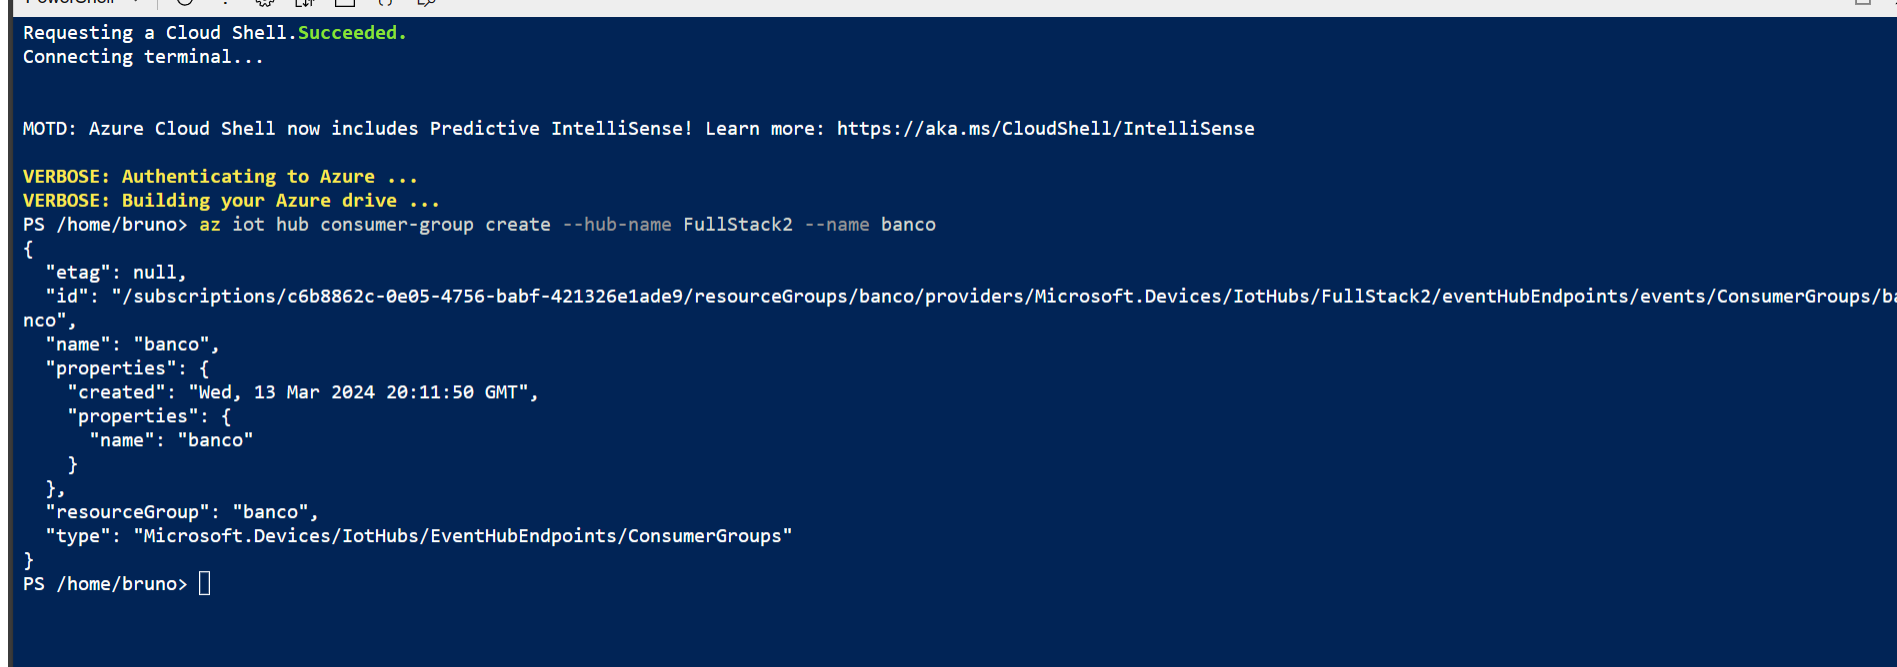 PowerShell
Requesting a Cloud Shell.Succeeded.
Connecting terminal...
MOTD: Azure Cloud Shell now includes Predictive IntelliSense! Learn more: https://aka.ms/CloudShell/IntelliSense
VERBOSE: Authenticating to Azure ...
VERBOSE: Building your Azure drive ...
PS /home/bruno> az iot hub consumer-group create --hub-name FullStack2 --name banco
{
  "etag": null,
  "id": "/subscriptions/c6b8862c-0e05-4756-babf-421326e1ade9/resourceGroups/banco/providers/Microsoft.Devices/IotHubs/FullStack2/eventHubEndpoints/events/ConsumerGroups/ba
nco",
  "name": "banco",
  "properties": {
    "created": "Wed, 13 Mar 2024 20:11:50 GMT",
    "properties": {
      "name": "banco"
    }
  },
  "resourceGroup": "banco",
  "type": "Microsoft.Devices/IotHubs/EventHubEndpoints/ConsumerGroups"
}
PS /home/bruno>